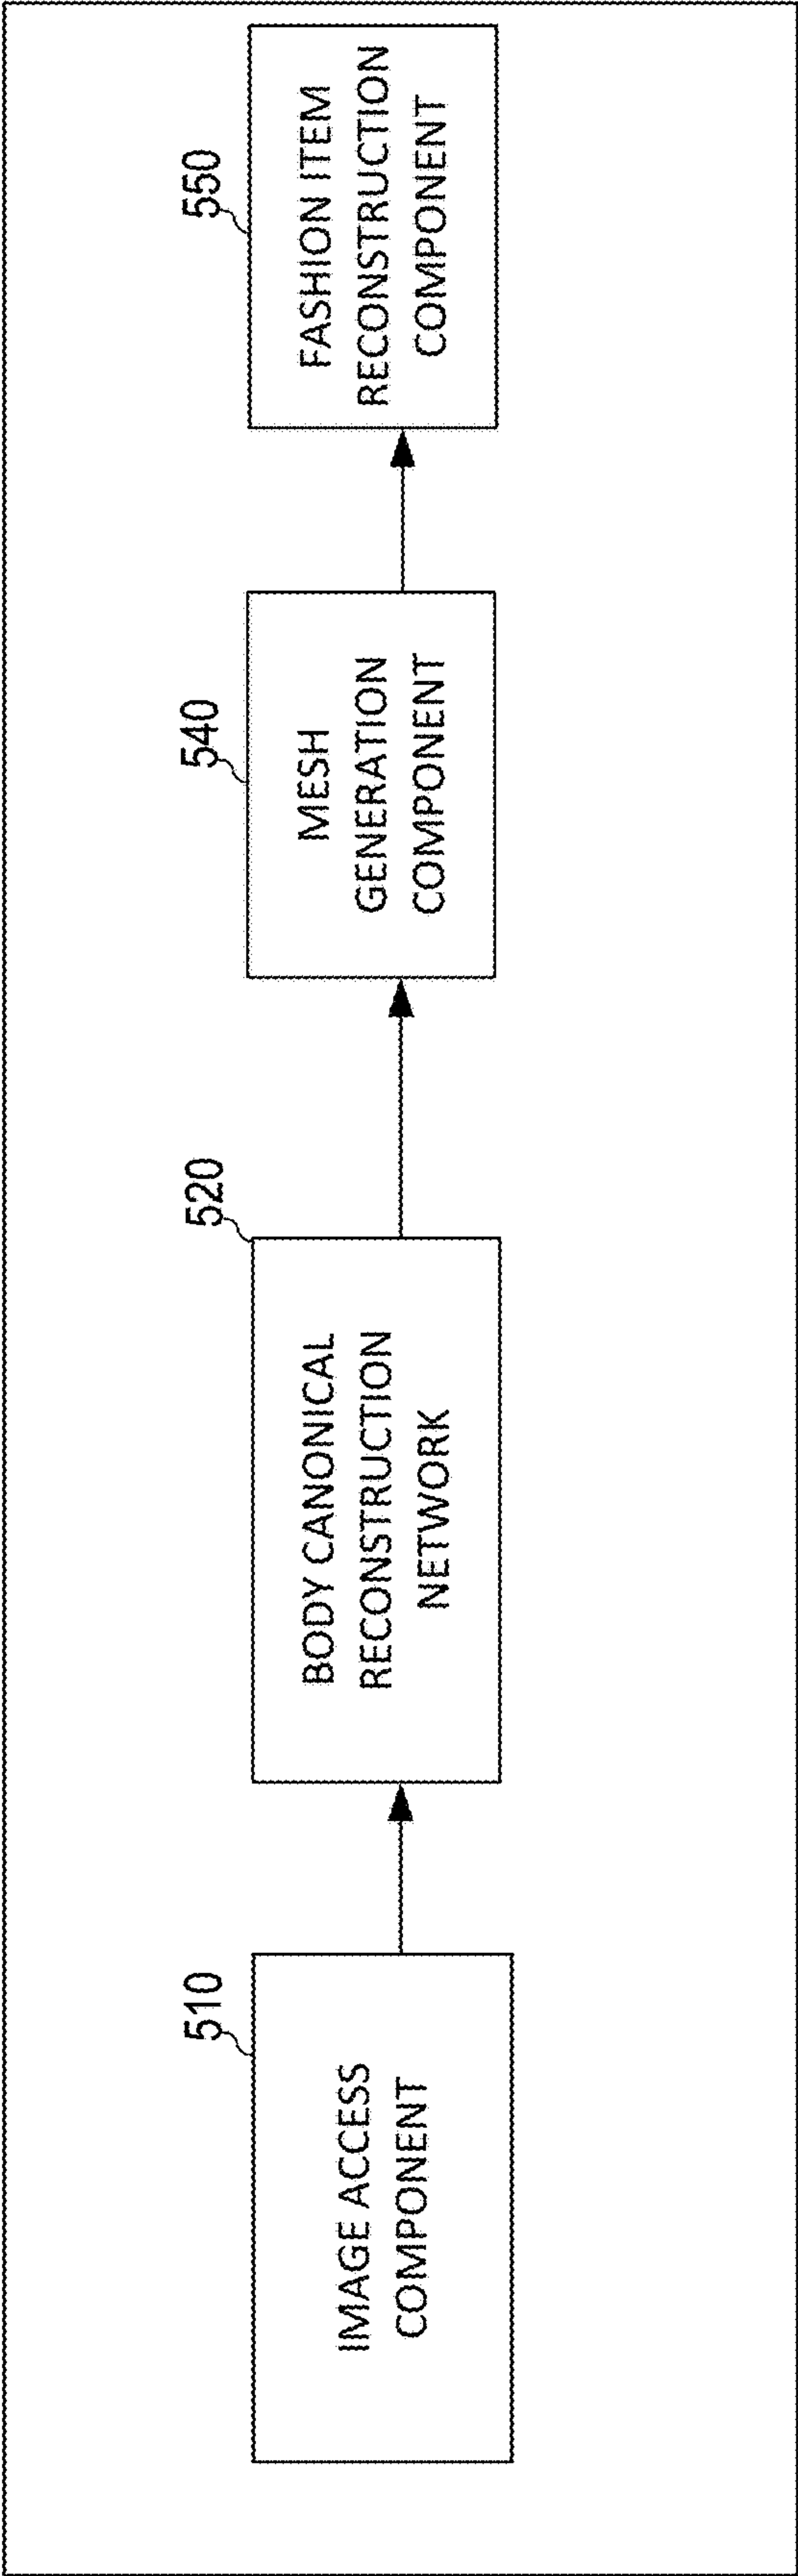 510
IMAGE ACCESS
COMPONENT
520
BODY CANONICAL
RECONSTRUCTION
NETWORK
540
MESH
GENERATION
COMPONENT
550
FASHION ITEM
RECONSTRUCTION
COMPONENT